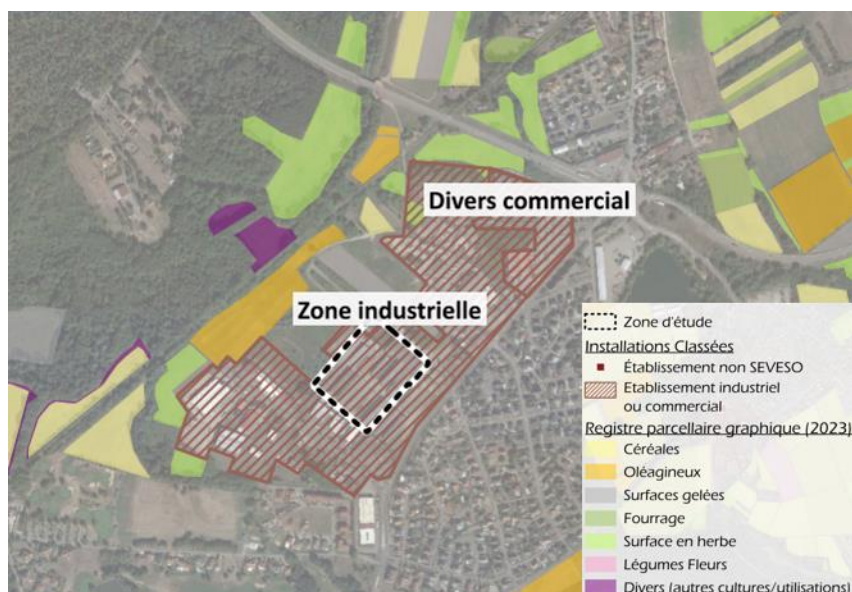 Divers commercial
Zone industrielle
Zone d'étude
Installations Classées
Établissement non SEVESO
Etablissement industriel
ou commercial
Registre parcellaire graphique (2023)
Céréales
Oléagineux
Surfaces gelées
Fourrage
Surface en herbe
Légumes Fleurs
Divers (autres cultures/utilisations)